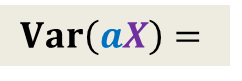 Var(aX) =